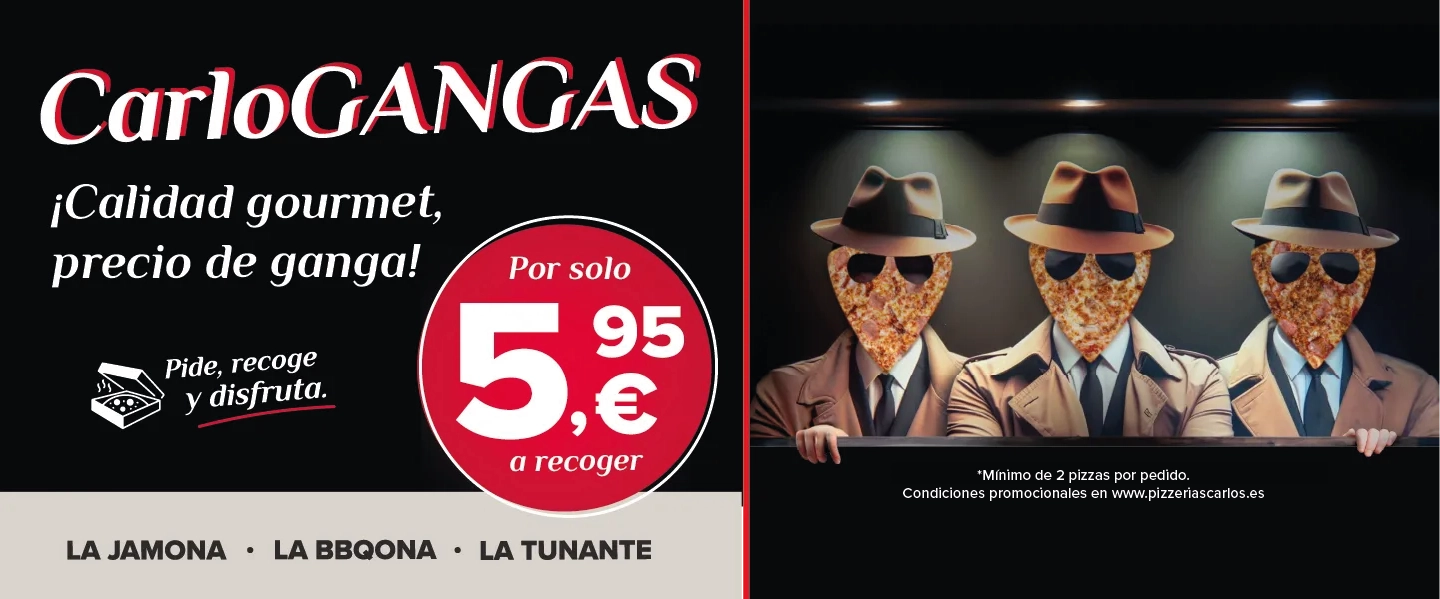 CarloGANGAS
¡Calidad gourmet,
precio de ganga!
Pide, recoge
y disfruta.
Por solo
5,95€
a recoger
LA JAMONA • LA BBQONA • LA TUNANTE
*Mínimo de 2 pizzas por pedido.
Condiciones promocionales en www.pizzeriascarlos.es